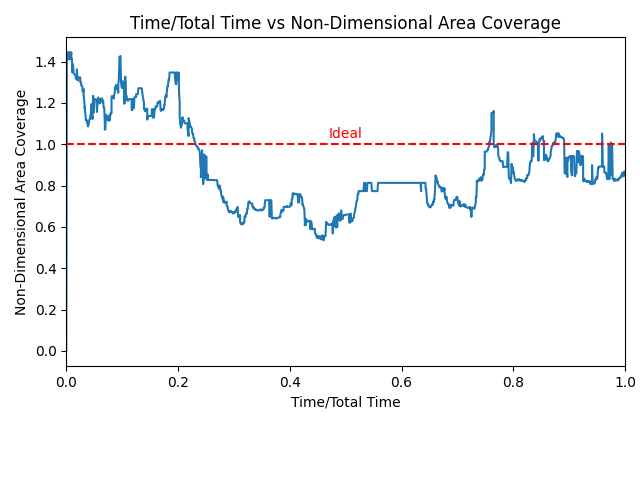 Time/Total Time vs Non-Dimensional Area Coverage
Non-Dimensional Area Coverage
1.4
1.2
1.0
0.8
0.6
0.4
0.2
0.0
Ideal
0.0 0.2 0.4 0.6 0.8 1.0
Time/Total Time